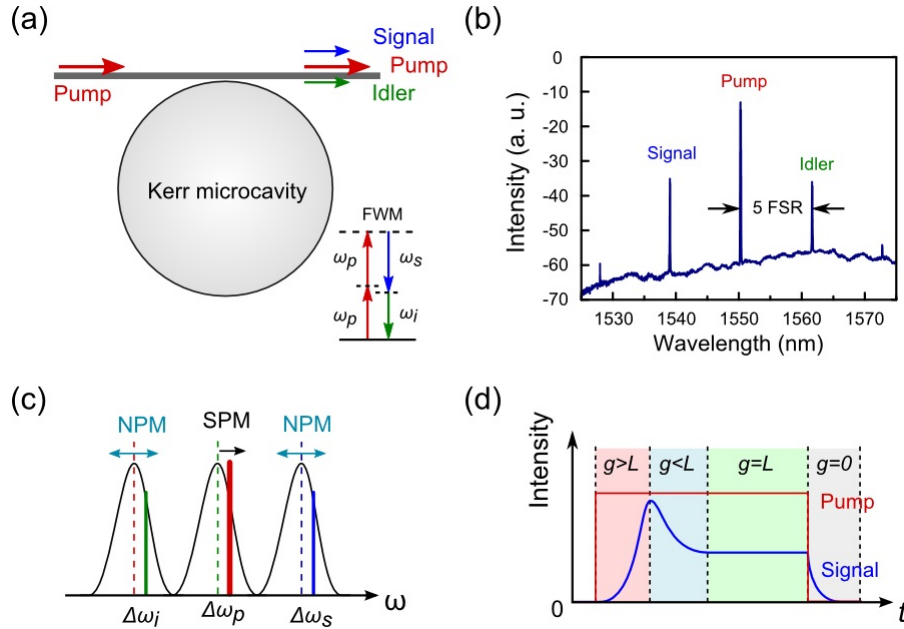 (a)
Signal
Pump
Pump
Idler
Kerr microcavity
FWM
ωp ωs
ωp ωi
(b)
0
-10
-20
-30
-40
-50
-60
-70
Intensity (a. u.)
Pump
Signal
Idler
5 FSR
1530 1540 1550 1560 1570
Wavelength (nm)
(c)
NPM SPM NPM
ω
Δωi Δωp Δωs
(d)
Intensity
g>L g<L g=L g=0
Pump
Signal
0
t